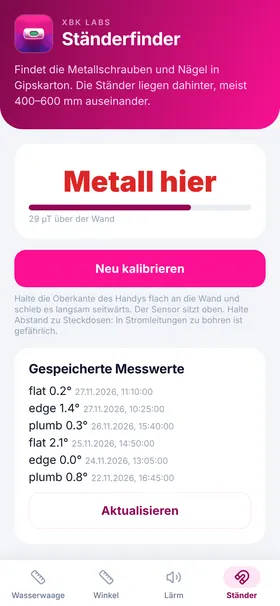 XBK LABS
Ständerfinder
Findet die Metallschrauben und Nägel in
Gipskarton. Die Ständer liegen dahinter, meist
400–600 mm auseinander.
Metall hier
29 µT über der Wand
Neu kalibrieren
Halte die Oberkante des Handys flach an die Wand und
schieb es langsam seitwärts. Der Sensor sitzt oben. Halte
Abstand zu Steckdosen: In Stromleitungen zu bohren ist
gefährlich.
Gespeicherte Messwerte
flat 0.2° 27.11.2026, 11:10:00
edge 1.4° 27.11.2026, 10:25:00
plumb 0.3° 26.11.2026, 15:40:00
flat 2.1° 25.11.2026, 14:50:00
edge 0.0° 24.11.2026, 13:05:00
plumb 0.8° 22.11.2026, 16:45:00
Aktualisieren
Wasserwaage Winkel Lärm Ständer